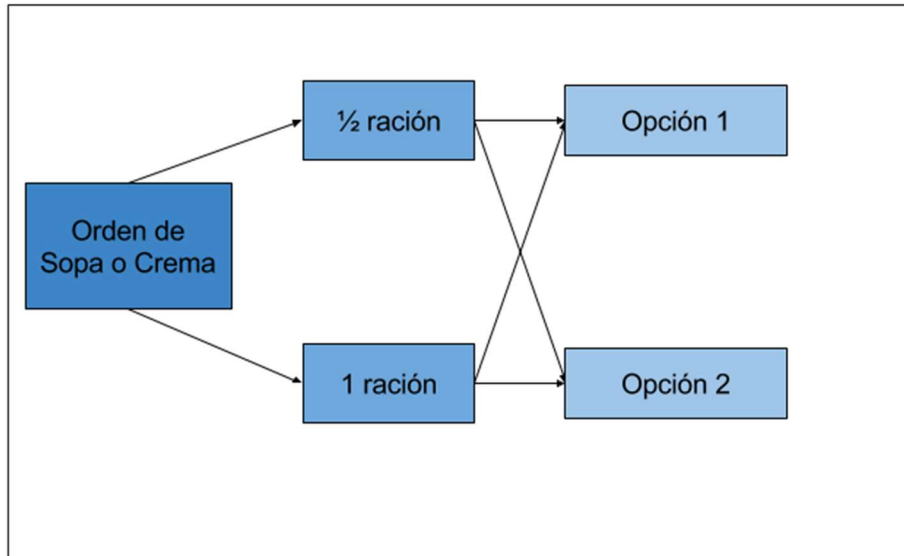 ½ ración
Opción 1
Orden de
Sopa o Crema
1 ración
Opción 2